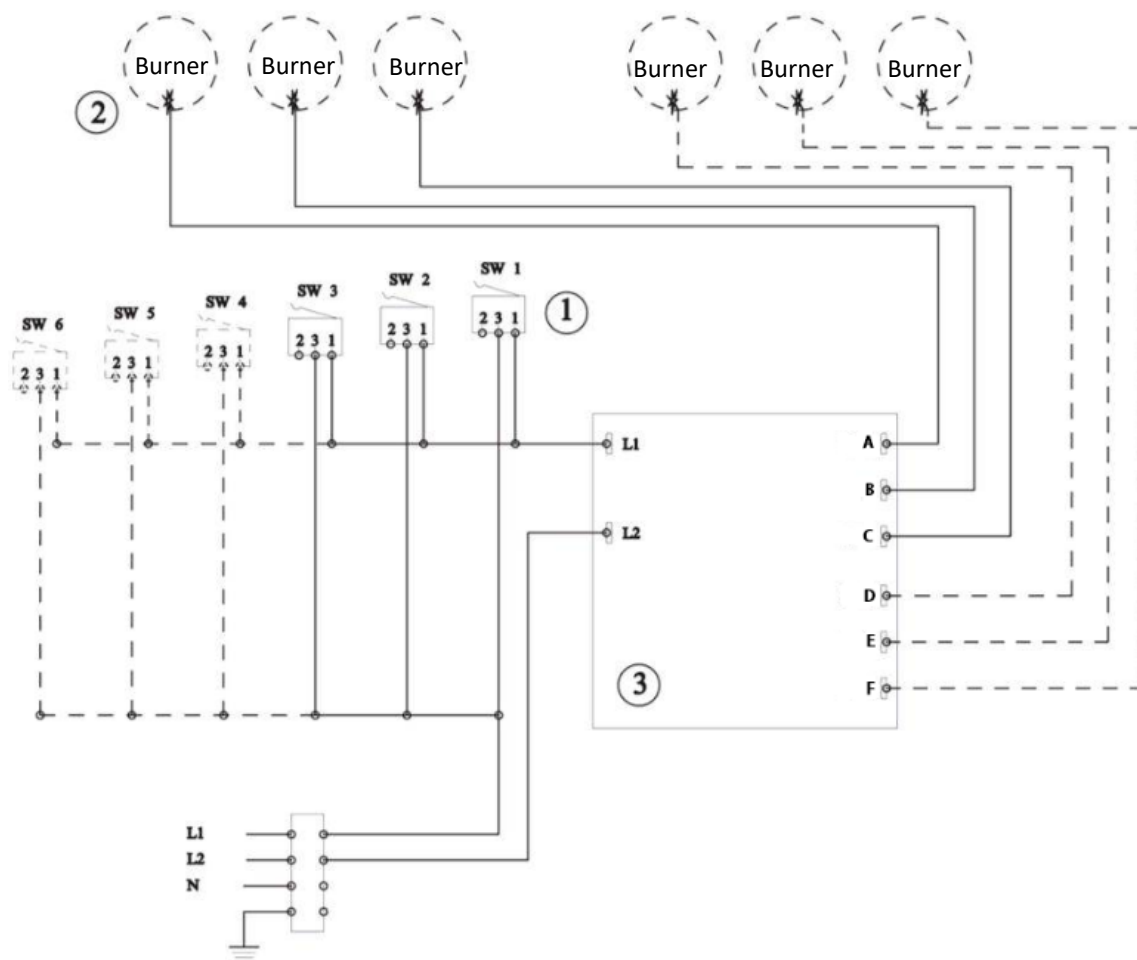 Burner Burner Burner Burner Burner Burner
2
SW 1
SW 2
SW 3
SW 4
SW 5
SW 6
1
2 3 1
2 3 1
2 3 1
2 3 1
2 3 1
2 3 1
L1 A
B
L2 C
D
E
3 F
L1
L2
N